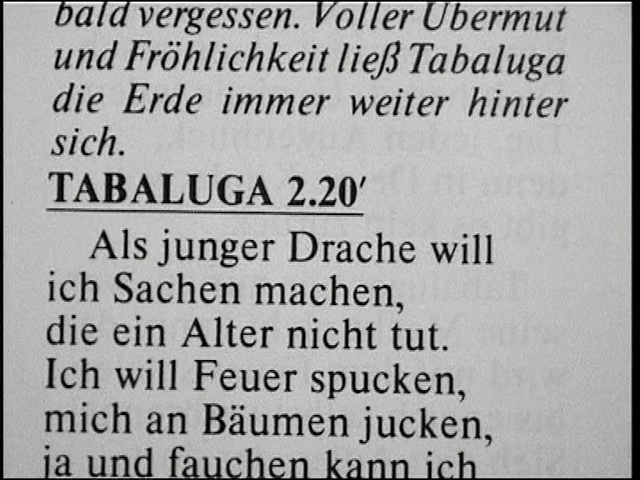 bald vergessen. Voller Übermut
und Fröhlichkeit ließ Tabaluga
die Erde immer weiter hinter
sich.
TABALUGA 2.20′
Als junger Drache will
ich Sachen machen,
die ein Alter nicht tut.
Ich will Feuer spucken,
mich an Bäumen jucken,
ja und fauchen kann ich